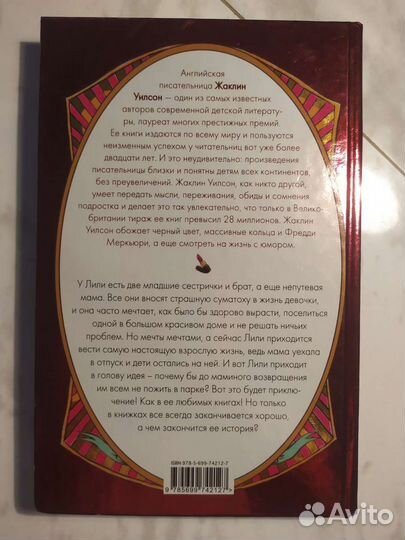 Английская
писательница Жаклин
Уилсон — один из самых известных
авторов современной детской литерату-
ры, лауреат многих престижных премий.
Ее книги издаются по всему миру и пользуются
неизменным успехом у читательниц вот уже более
двадцати лет. И это неудивительно: произведения
писательницы близки и понятны детям всех континентов,
без преувеличений. Жаклин Уилсон, как никто другой,
умеет передать мысли, переживания, обиды и сомнения
подростка и делает это так увлекательно, что только в Велико-
британии тираж ее книг превысил 28 миллионов. Жаклин
Уилсон обожает черный цвет, массивные кольца и Фредди
Меркьюри, а еще смотреть на жизнь с юмором.
У Лили есть две младшие сестрички и брат, а еще непутевая
мама. Все они вносят страшную суматоху в жизнь девочки,
и она часто мечтает, как было бы здорово вырасти, поселиться
одной в большом красивом доме и не решать ничьих
проблем. Но мечты мечтами, а сейчас Лили приходится
вести самую настоящую взрослую жизнь, ведь мама уехала
в отпуск и дети остались на ней. И вот Лили приходит
в голову идея – почему бы до маминого возвращения
им всем не пожить в парке? Вот это будет приклю-
чение! Как в ее любимых книгах! Но только
в книжках все всегда заканчивается хорошо,
а чем закончится ее история?
ISBN 978-5-699-74212-7
9 785699 742127 >
Avito